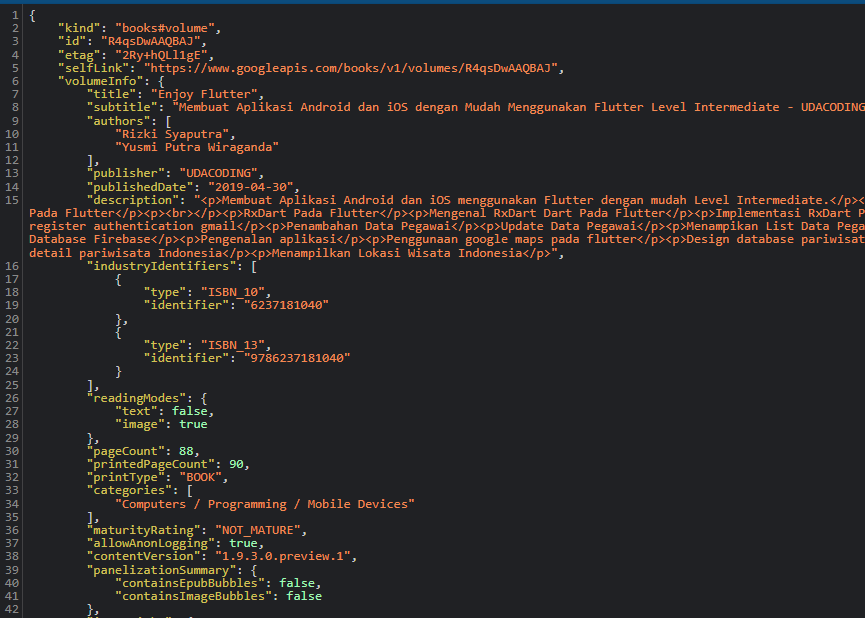 1 {
2 "kind": "books#volume",
3 "id": "R4qsDwAAQBAJ",
4 "etag": "2Ry+hQLl1gE",
5 "selfLink": "https://www.googleapis.com/books/v1/volumes/R4qsDwAAQBAJ",
6 "volumeInfo": {
7 "title": "Enjoy Flutter",
8 "subtitle": "Membuat Aplikasi Android dan iOS dengan Mudah Menggunakan Flutter Level Intermediate - UDACODING
9 "authors": [
10 "Rizki Syaputra",
11 "Yusmi Putra Wiraganda"
12 ],
13 "publisher": "UDACODING",
14 "publishedDate": "2019-04-30",
15 "description": "<p>Membuat Aplikasi Android dan iOS menggunakan Flutter dengan mudah Level Intermediate.</p><
Pada Flutter</p><p><br></p><p>RxDart Pada Flutter</p><p>Mengenal RxDart Dart Pada Flutter</p><p>Implementasi RxDart P
register authentication gmail</p><p>Penambahan Data Pegawai</p><p>Update Data Pegawai</p><p>Menampikan List Data Pega
Database Firebase</p><p>Pengenalan aplikasi</p><p>Penggunaan google maps pada flutter</p><p>Design database pariwisat
detail pariwisata Indonesia</p><p>Menampilkan Lokasi Wisata Indonesia</p>",
16 "industryIdentifiers": [
17 {
18 "type": "ISBN_10",
19 "identifier": "6237181040"
20 },
21 {
22 "type": "ISBN_13",
23 "identifier": "9786237181040"
24 }
25 ],
26 "readingModes": {
27 "text": false,
28 "image": true
29 },
30 "pageCount": 88,
31 "printedPageCount": 90,
32 "printType": "BOOK",
33 "categories": [
34 "Computers / Programming / Mobile Devices"
35 ],
36 "maturityRating": "NOT_MATURE",
37 "allowAnonLogging": true,
38 "contentVersion": "1.9.3.0.preview.1",
39 "panelizationSummary": {
40 "containsEpubBubbles": false,
41 "containsImageBubbles": false
42 },